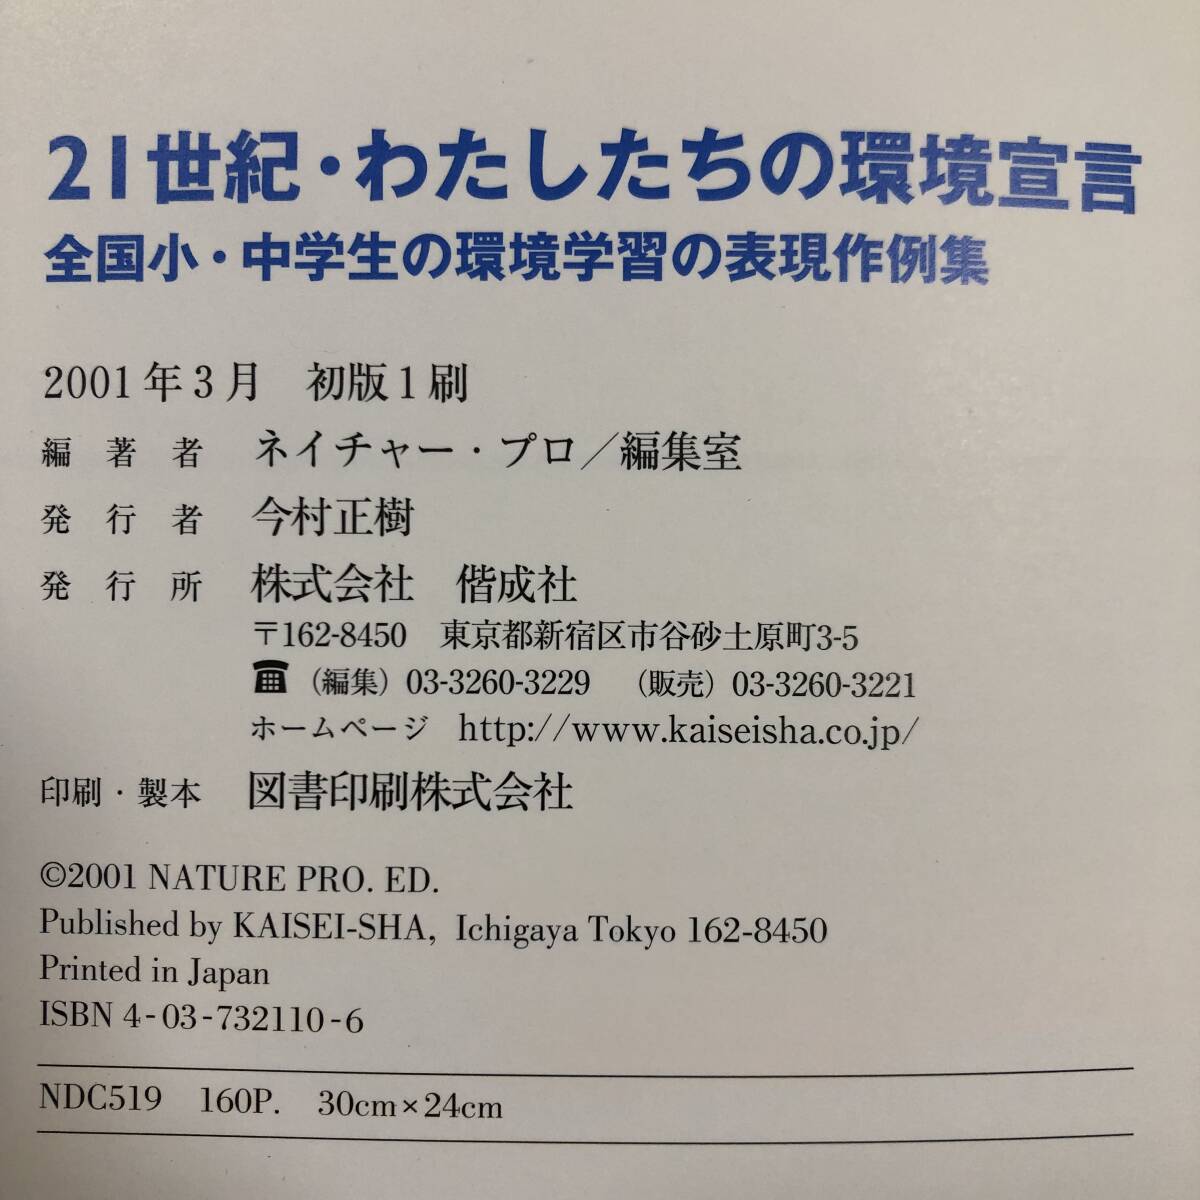 21世紀・わたしたちの環境宣言
全国小・中学生の環境学習の表現作例集
2001年3月　初版1刷
編著者　ネイチャー・プロ／編集室
発行者　今村正樹
発行所　株式会社　偕成社
〒162-8450　東京都新宿区市谷砂土原町3-5
☎（編集）03-3260-3229　（販売）03-3260-3221
ホームページ　http://www.kaiseisha.co.jp/
印刷・製本　図書印刷株式会社
©2001 NATURE PRO. ED.
Published by KAISEI-SHA, Ichigaya Tokyo 162-8450
Printed in Japan
ISBN 4-03-732110-6
NDC519　160P.　30cm×24cm